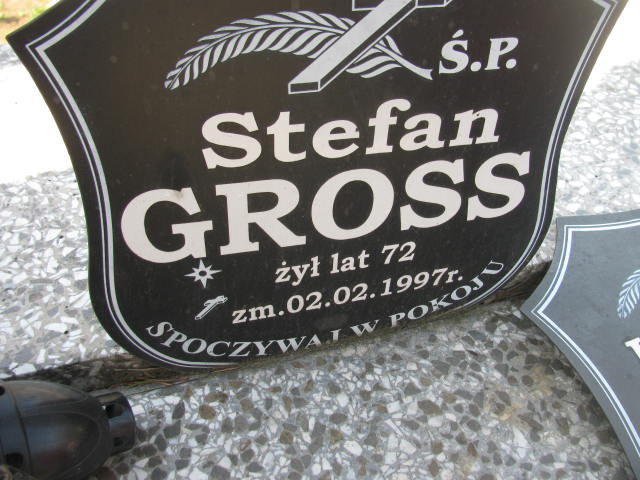 Ś.P.
Stefan
GROSS
żył lat 72
zm.02.02.1997r.
SPOCZYWAJ W POKOJU